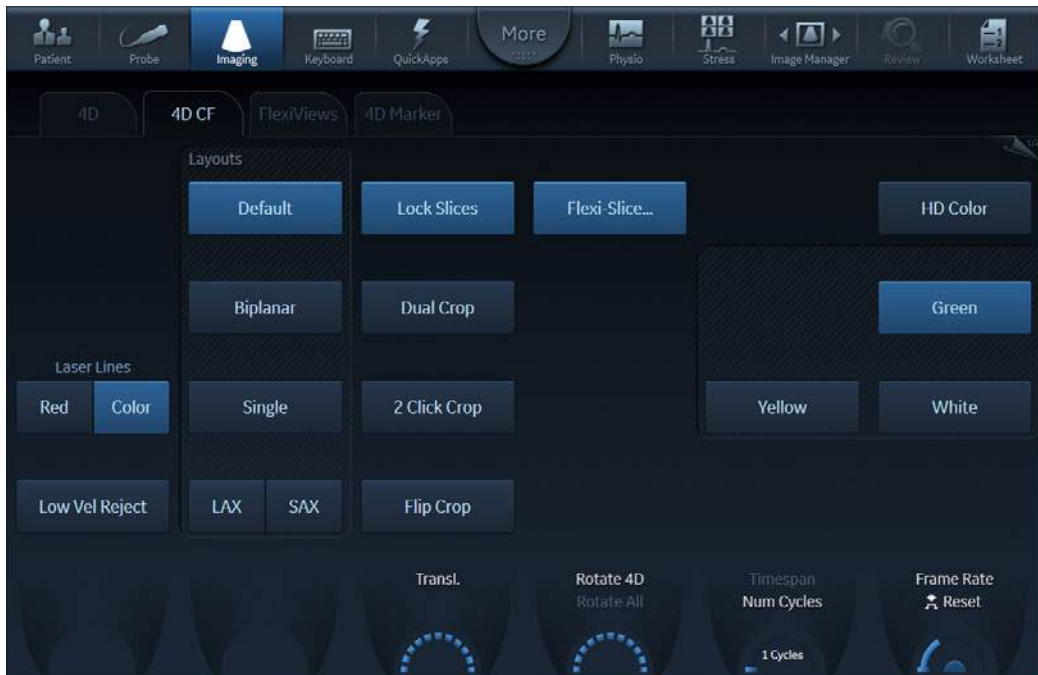 Patient
Probe
Imaging
Keyboard
QuickApps
More
Physio
Stress
Image Manager
Review
Worksheet
4D
4D CF
FlexiViews
4D Marker
Layouts
Default
Lock Slices
Flexi-Slice...
HD Color
Biplanar
Dual Crop
Green
Laser Lines
Red
Color
Single
2 Click Crop
Yellow
White
Low Vel Reject
LAX
SAX
Flip Crop
Transl.
Rotate 4D
Rotate All
Timespan
Num Cycles
1 Cycles
Frame Rate
Reset